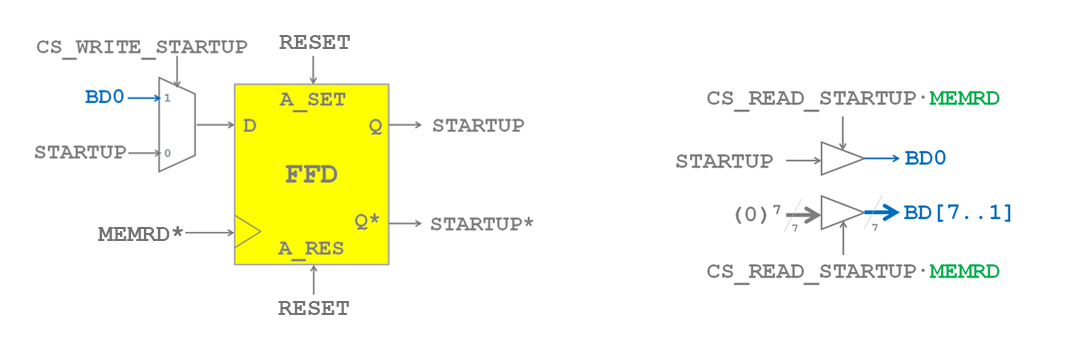 CS_WRITE_STARTUP
RESET
BD0
1
A_SET
D
Q
STARTUP
STARTUP
0
FFD
MEMRD*
Q*
STARTUP*
A_RES
RESET
CS_READ_STARTUP·MEMRD
STARTUP
BD0
(0)⁷
7
7
BD[7..1]
CS_READ_STARTUP·MEMRD